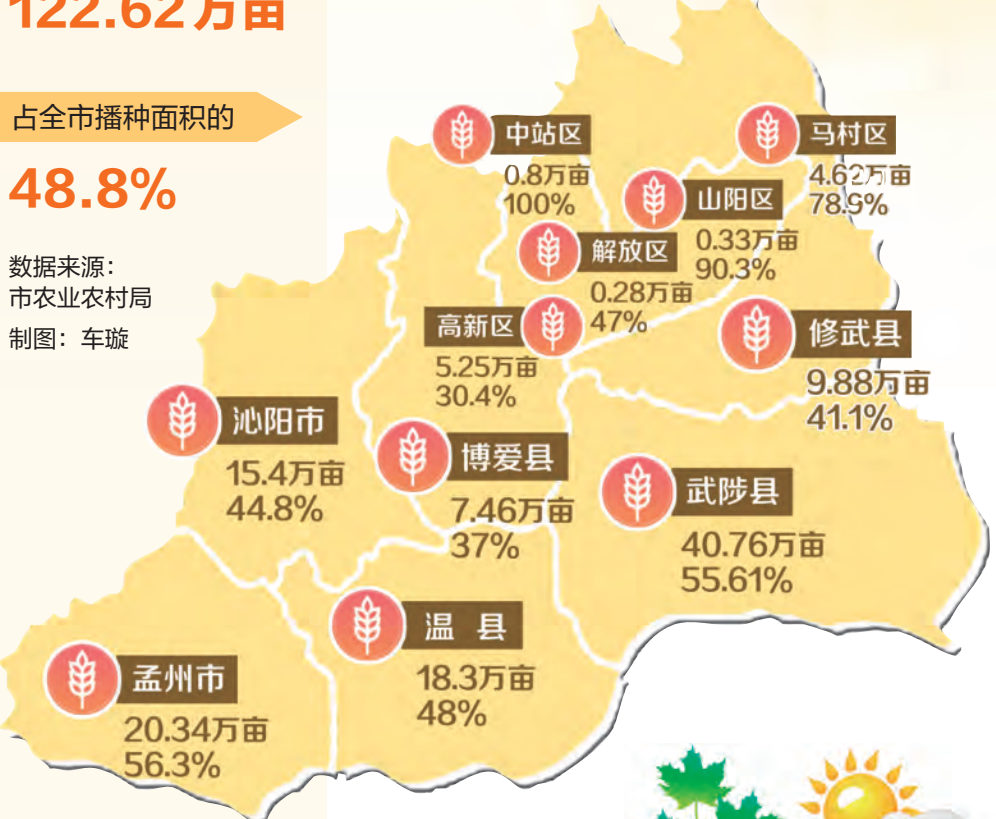 122.62万亩
占全市播种面积的
48.8%
数据来源：
市农业农村局
制图：车璇
中站区
0.8万亩
100%
马村区
4.62万亩
78.9%
山阳区
0.33万亩
90.3%
解放区
0.28万亩
47%
高新区
5.25万亩
30.4%
修武县
9.88万亩
41.1%
沁阳市
15.4万亩
44.8%
博爱县
7.46万亩
37%
武陟县
40.76万亩
55.61%
温 县
18.3万亩
48%
孟州市
20.34万亩
56.3%